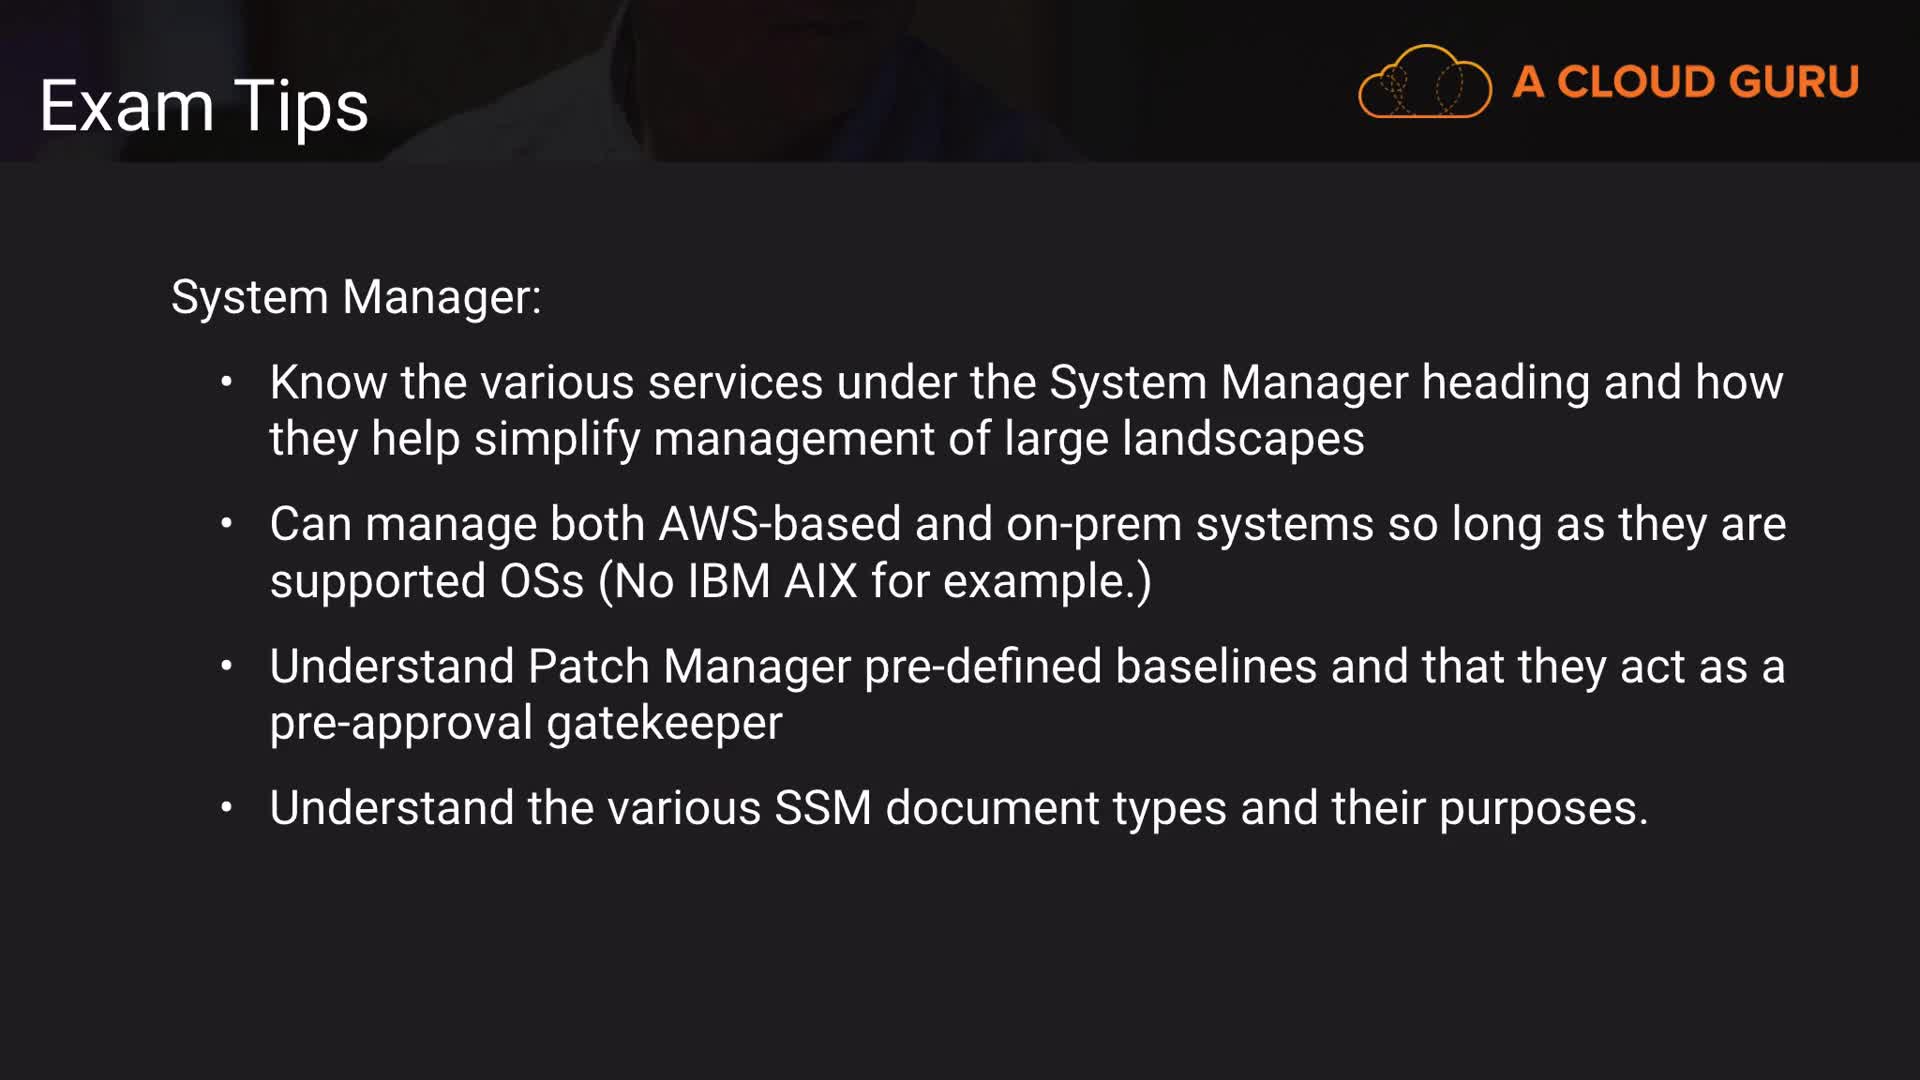 Exam Tips
A CLOUD GURU
System Manager:
• Know the various services under the System Manager heading and how
they help simplify management of large landscapes
• Can manage both AWS-based and on-prem systems so long as they are
supported OSs (No IBM AIX for example.)
• Understand Patch Manager pre-defined baselines and that they act as a
pre-approval gatekeeper
• Understand the various SSM document types and their purposes.